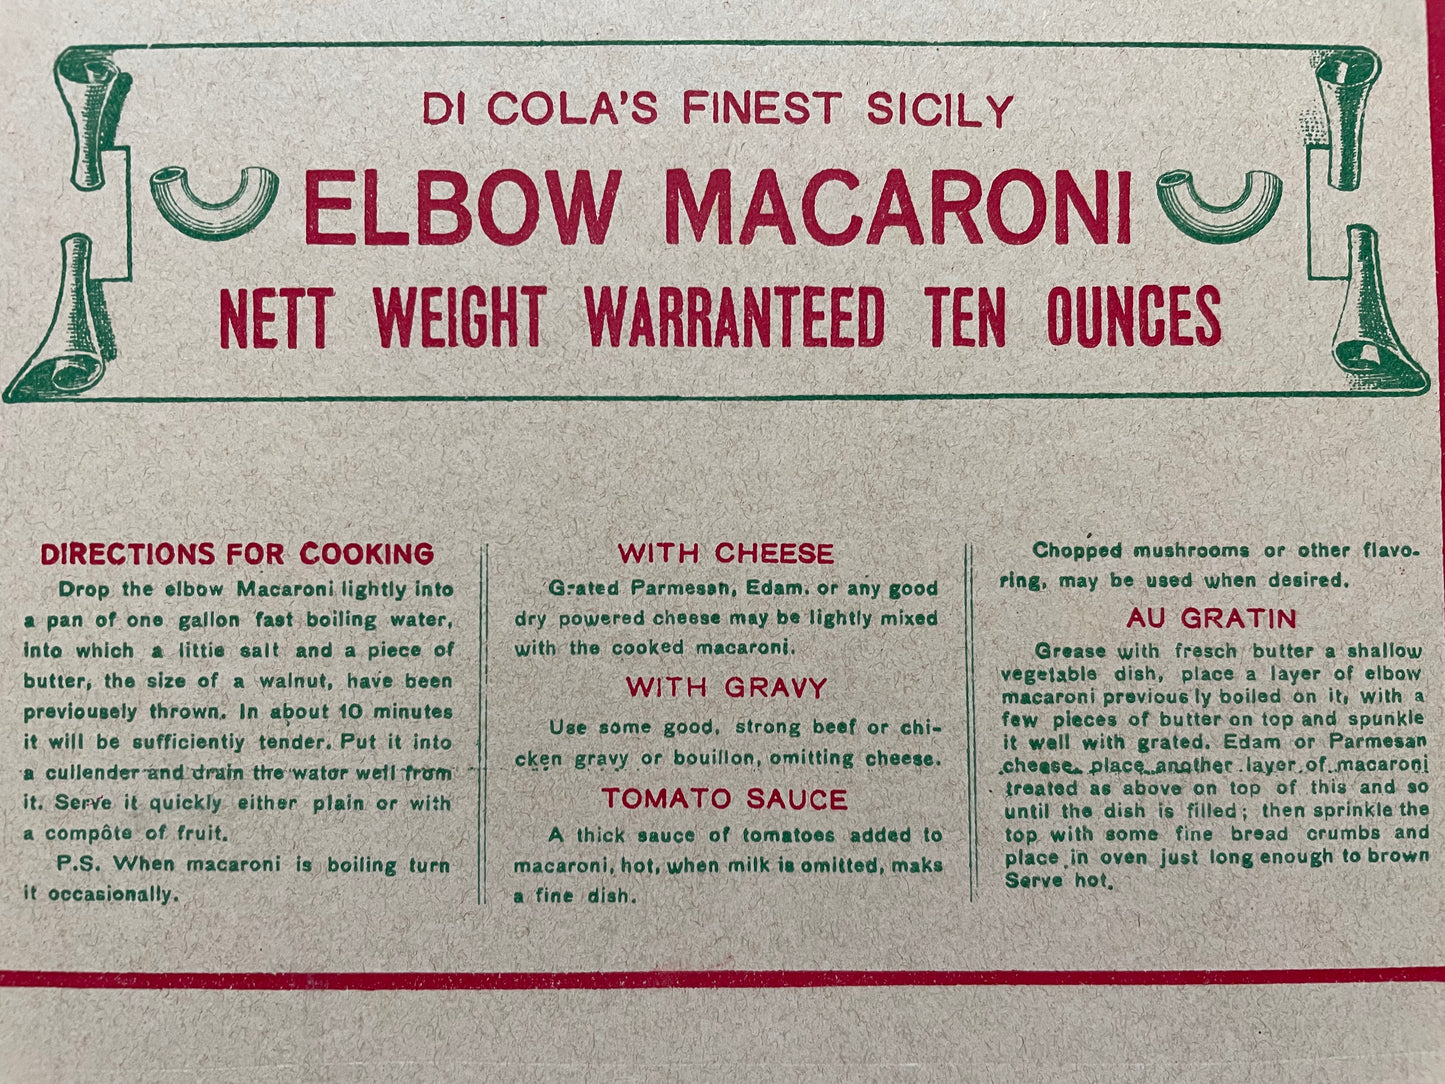 DI COLA'S FINEST SICILY
ELBOW MACARONI
NETT WEIGHT WARRANTEED TEN OUNCES
DIRECTIONS FOR COOKING
Drop the elbow Macaroni lightly into
a pan of one gallon fast boiling water,
into which a little salt and a piece of
butter, the size of a walnut, have been
previousely thrown. In about 10 minutes
it will be sufficiently tender. Put it into
a cullender and drain the water well from
it. Serve it quickly either plain or with
a compôte of fruit.
P.S. When macaroni is boiling turn
it occasionally.
WITH CHEESE
Grated Parmesan, Edam. or any good
dry powered cheese may be lightly mixed
with the cooked macaroni.
WITH GRAVY
Use some good, strong beef or chi-
cken gravy or bouillon, omitting cheese.
TOMATO SAUCE
A thick sauce of tomatoes added to
macaroni, hot, when milk is omitted, maks
a fine dish.
Chopped mushrooms or other flavo-
ring, may be used when desired.
AU GRATIN
Grease with fresch butter a shallow
vegetable dish, place a layer of elbow
macaroni previously boiled on it, with a
few pieces of butter on top and spunkle
it well with grated. Edam or Parmesan
cheese, place another layer of macaroni
treated as above on top of this and so
until the dish is filled; then sprinkle the
top with some fine bread crumbs and
place in oven just long enough to brown
Serve hot.